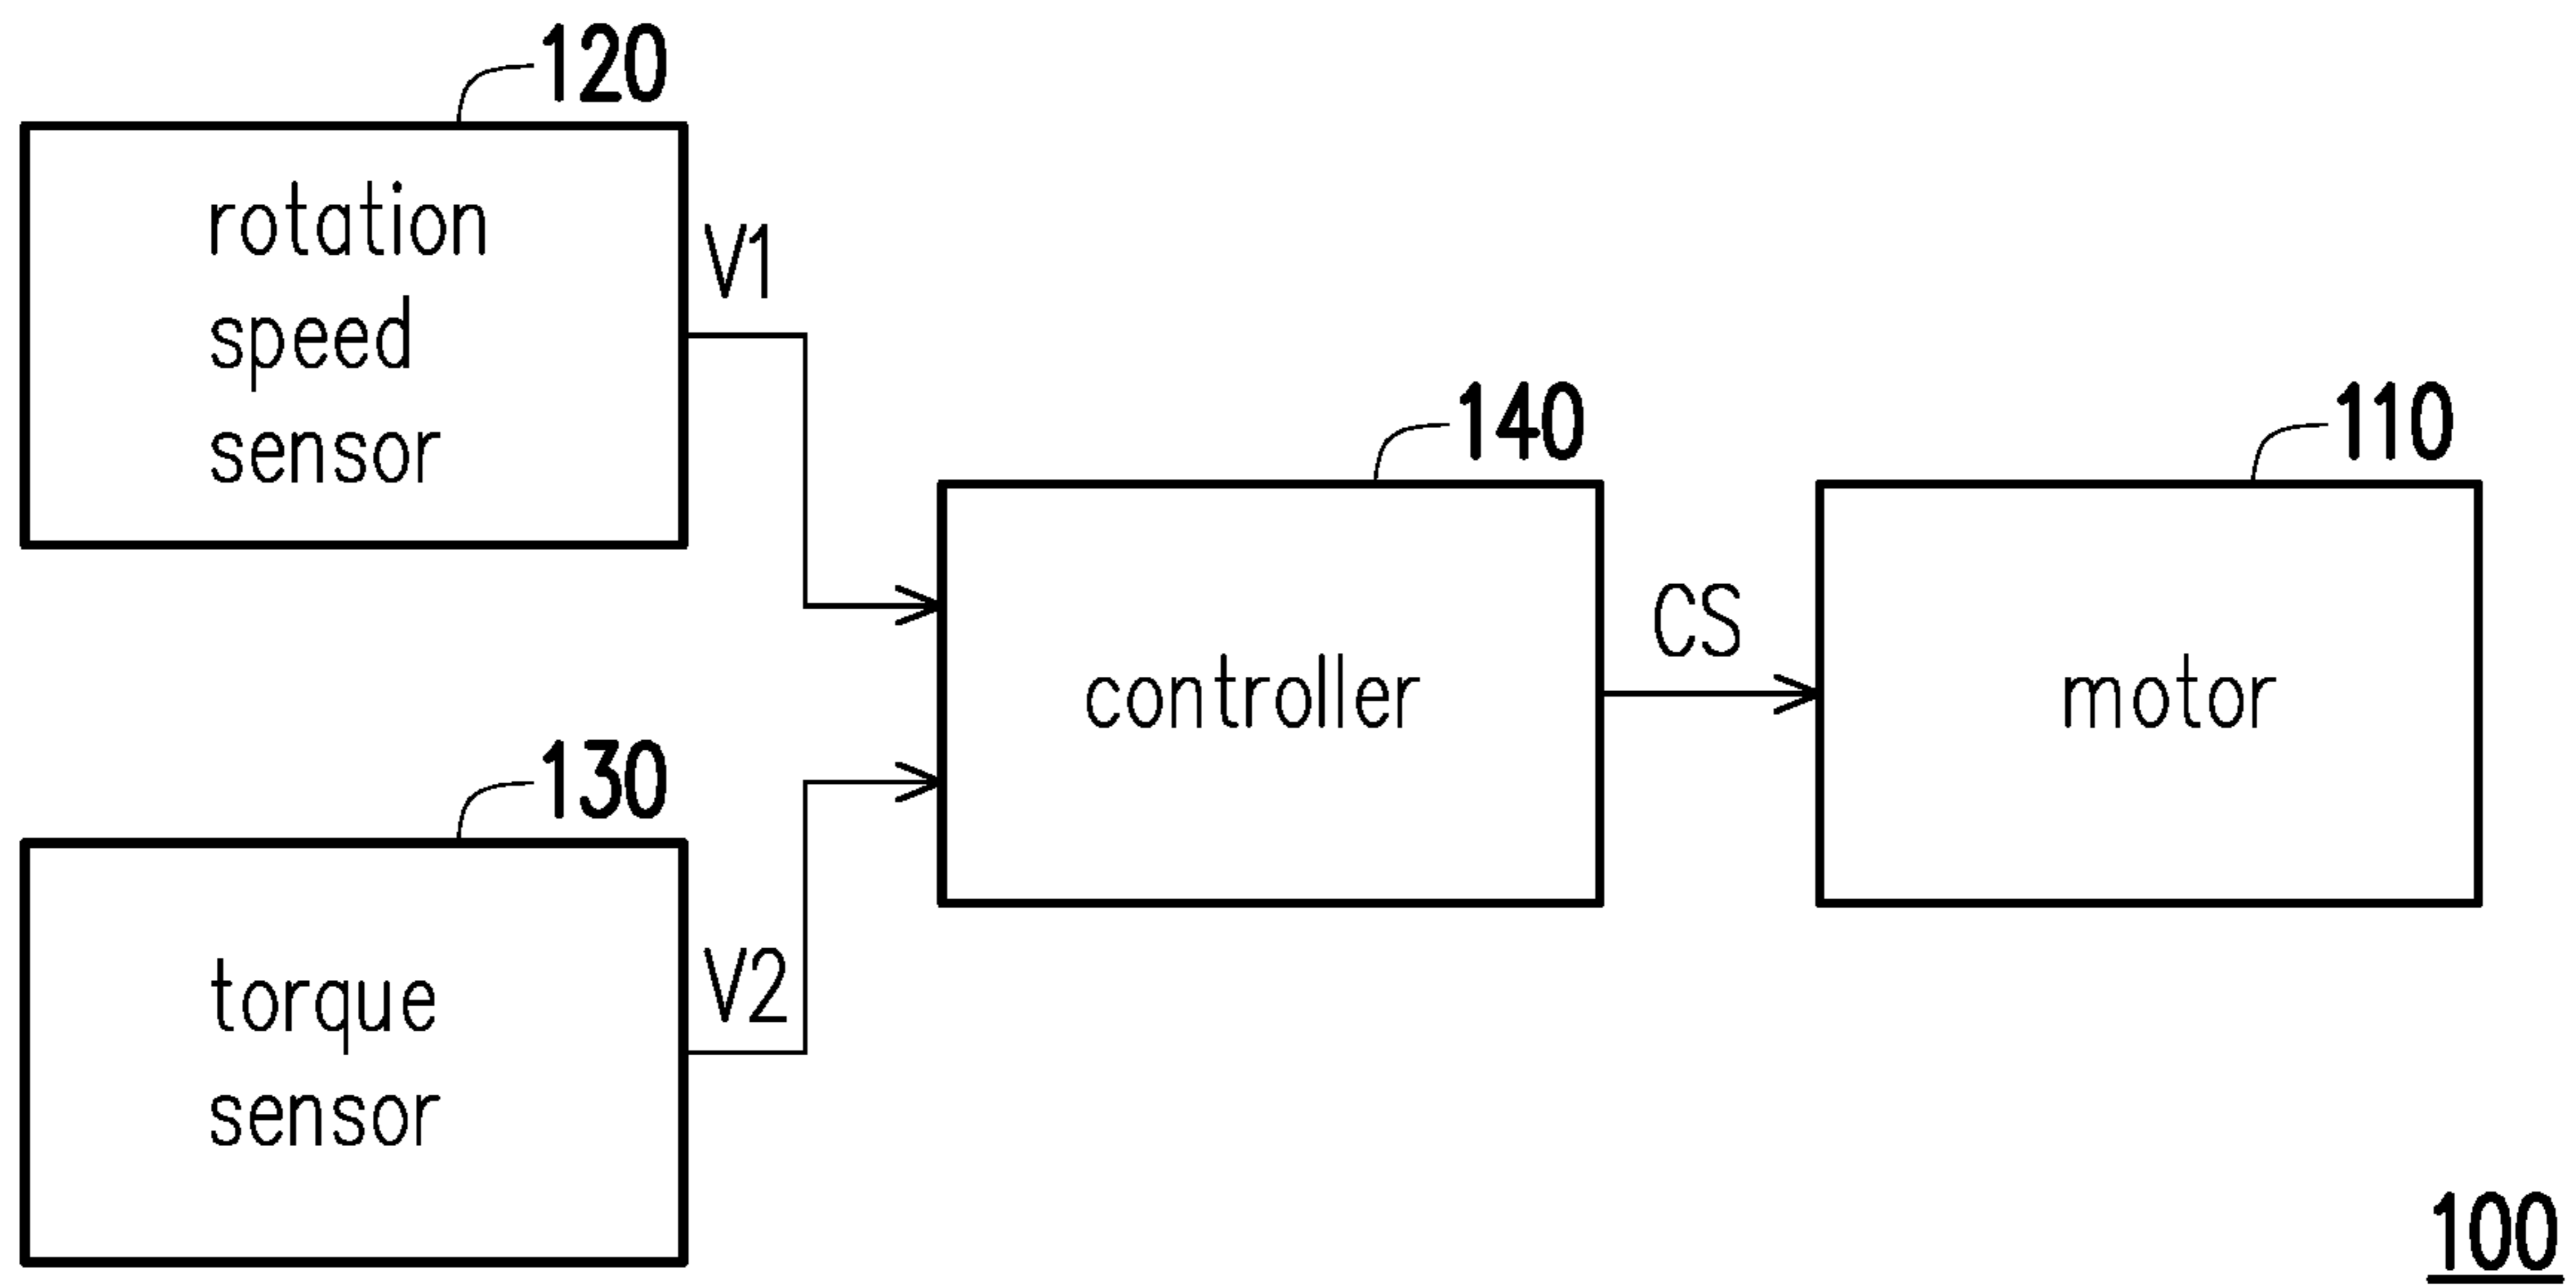 120
rotation
speed
sensor
V1
140
controller
CS
110
motor
130
torque
sensor
V2
100